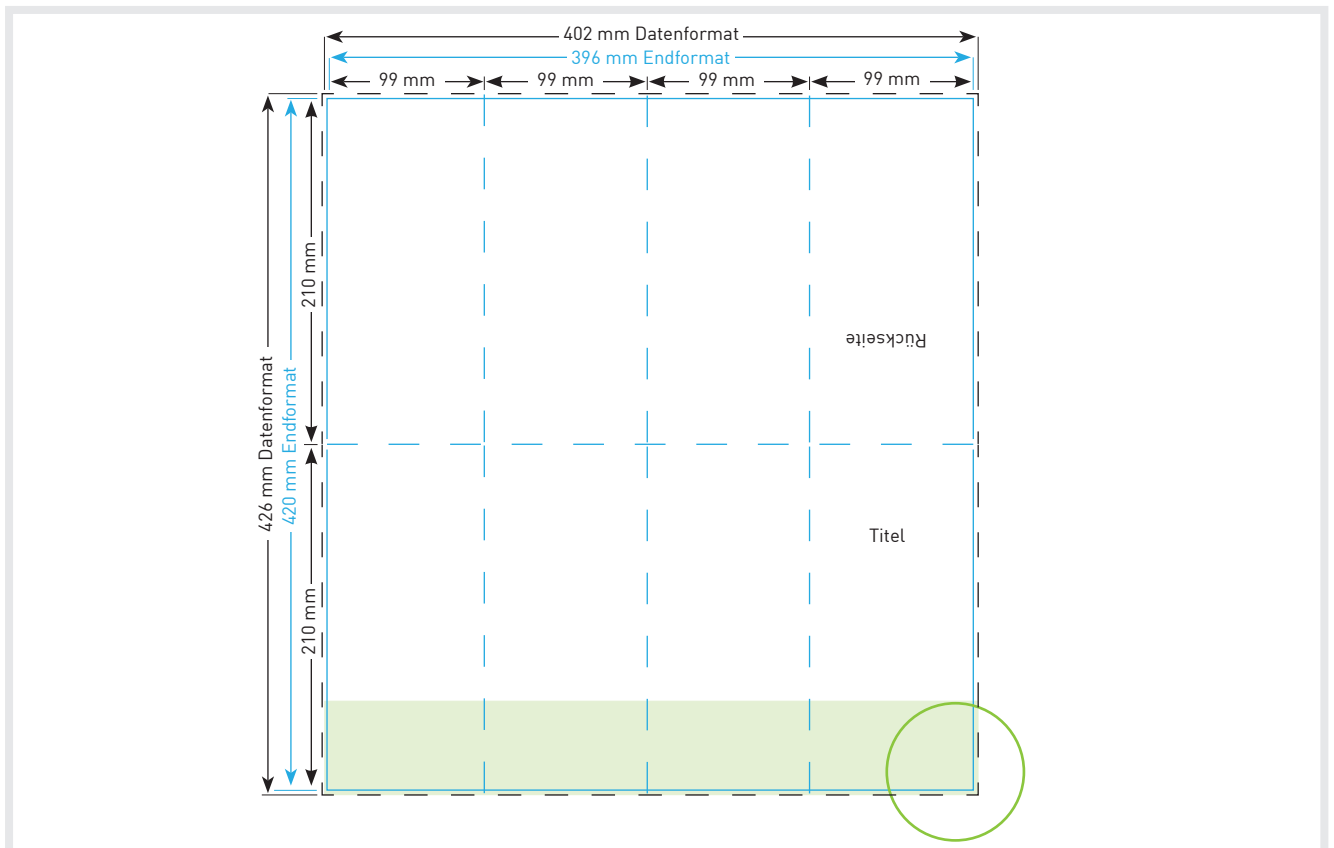 402 mm Datenformat
396 mm Endformat
99 mm 99 mm 99 mm 99 mm
426 mm Datenformat
420 mm Endformat
210 mm
Rückseite
Titel
210 mm